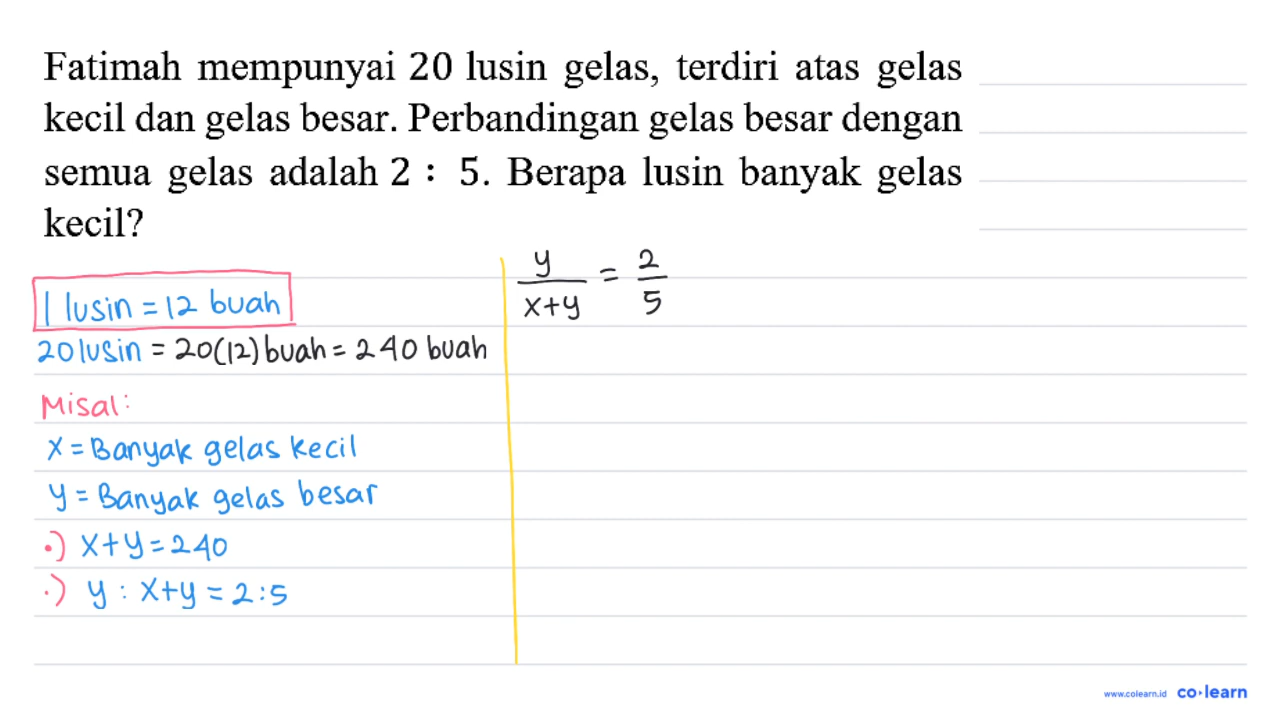 Fatimah mempunyai 20 lusin gelas, terdiri atas gelas
kecil dan gelas besar. Perbandingan gelas besar dengan
semua gelas adalah 2 : 5. Berapa lusin banyak gelas
kecil?
1 lusin = 12 buah
20 lusin = 20(12) buah = 240 buah
Misal:
x = Banyak gelas kecil
y = Banyak gelas besar
•) x + y = 240
•) y : x + y = 2 : 5
y/(x+y) = 2/5
www.colearn.id co·learn